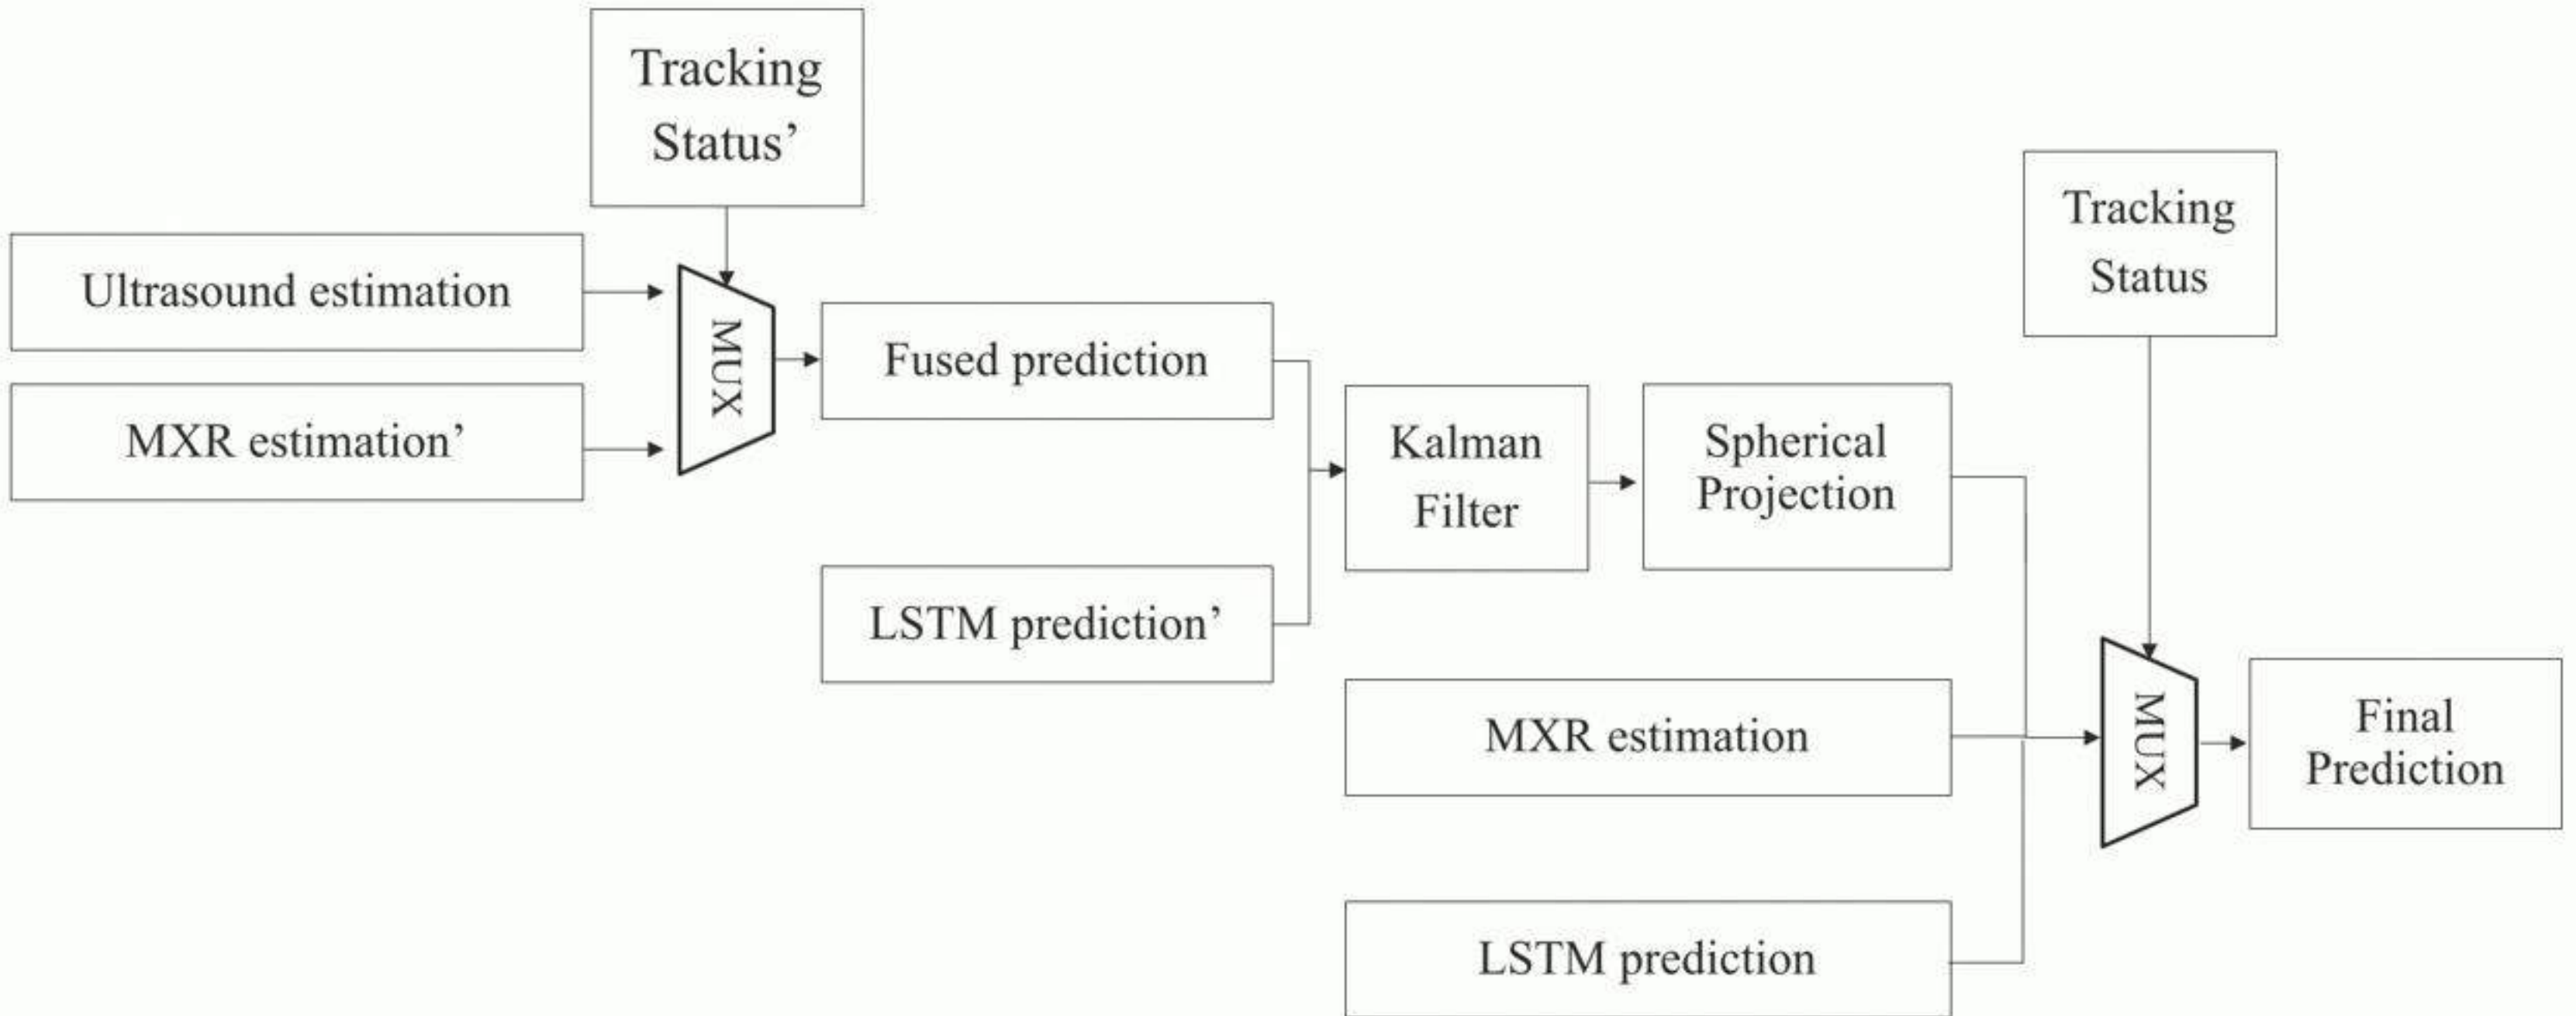 Tracking
Status’
Ultrasound estimation
MXR estimation’
MUX
Fused prediction
LSTM prediction’
Kalman
Filter
Spherical
Projection
Tracking
Status
MXR estimation
LSTM prediction
MUX
Final
Prediction